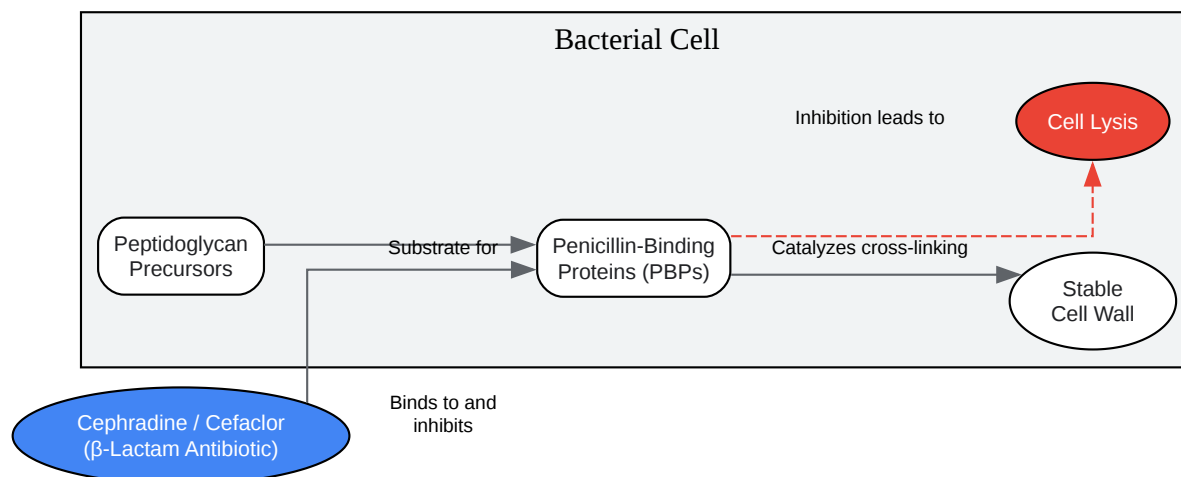 Bacterial Cell
Inhibition leads to
Cell Lysis
Peptidoglycan
Precursors
Substrate for
Penicillin-Binding
Proteins (PBPs)
Catalyzes cross-linking
Stable
Cell Wall
Cephradine / Cefaclor
(β-Lactam Antibiotic)
Binds to and
inhibits